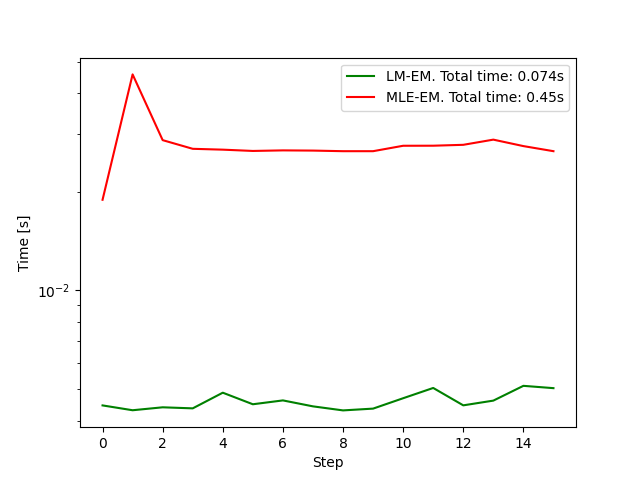 LM-EM. Total time: 0.074s
MLE-EM. Total time: 0.45s
Time [s]
10⁻²
0 2 4 6 8 10 12 14
Step